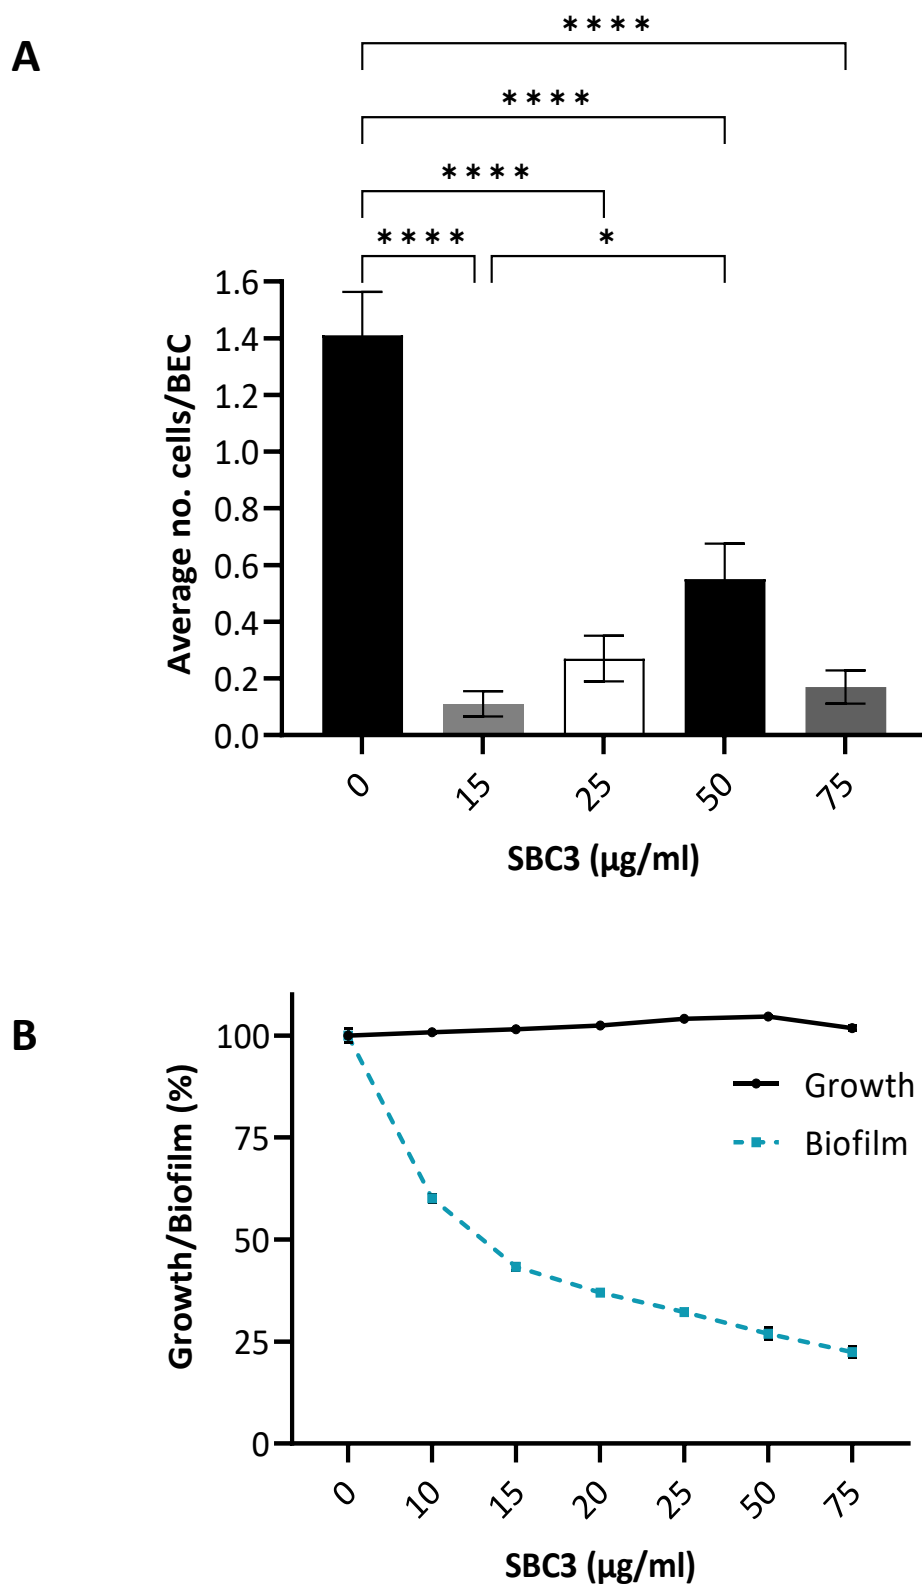 A
****
****
****
**** *
Average no. cells/BEC
1.6
1.4
1.2
1.0
0.8
0.6
0.4
0.2
0.0
0 15 25 50 75
SBC3 (µg/ml)
B
Growth/Biofilm (%)
100
75
50
25
0
Growth
Biofilm
0 10 15 20 25 50 75
SBC3 (µg/ml)